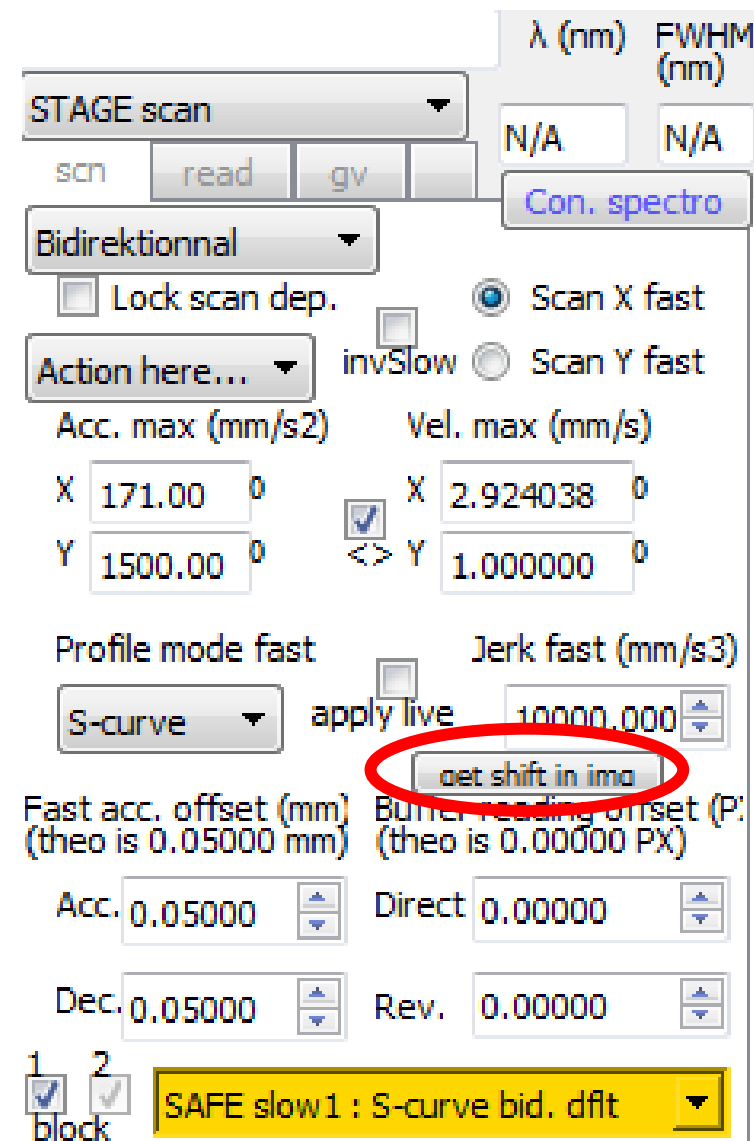 λ (nm) FWHM
(nm)
STAGE scan
N/A N/A
scn read gv
Con. spectro
Bidirektionnal
Lock scan dep. Scan X fast
Action here... invSlow Scan Y fast
Acc. max (mm/s2) Vel. max (mm/s)
X 171.00 0 X 2.924038 0
Y 1500.00 0 <> Y 1.000000 0
Profile mode fast Jerk fast (mm/s3)
S-curve apply live 10000.000
get shift in img
Fast acc. offset (mm) Buffer reading offset (P
(theo is 0.05000 mm) (theo is 0.00000 PX)
Acc. 0.05000 Direct 0.00000
Dec. 0.05000 Rev. 0.00000
1 2
block SAFE slow1 : S-curve bid. dflt